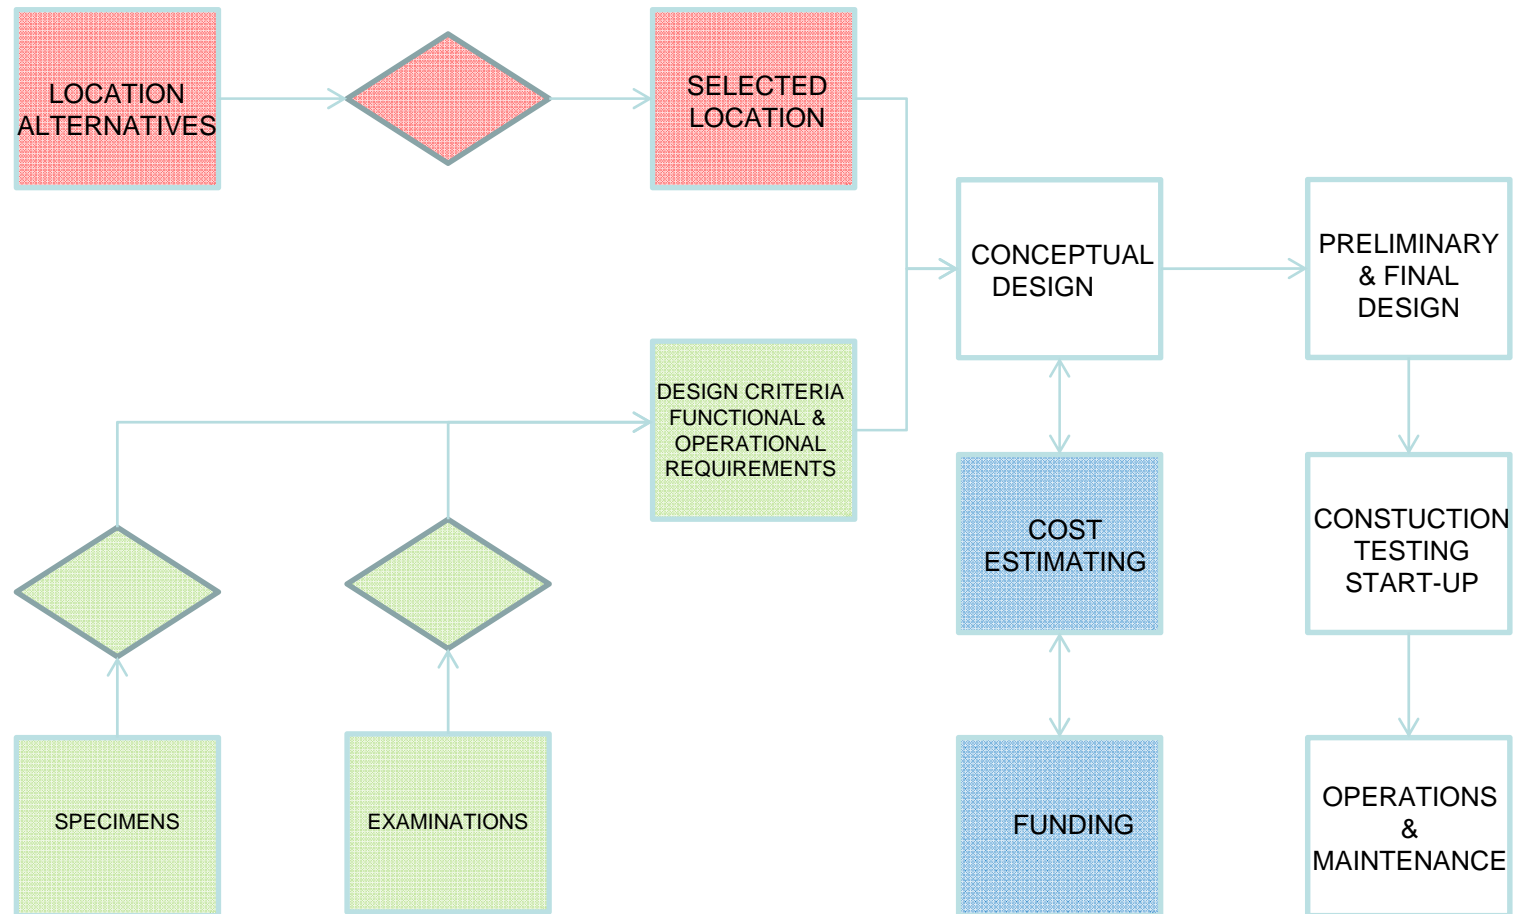 LOCATION
ALTERNATIVES
SELECTED
LOCATION
CONCEPTUAL
DESIGN
PRELIMINARY
& FINAL
DESIGN
DESIGN CRITERIA
FUNCTIONAL &
OPERATIONAL
REQUIREMENTS
COST
ESTIMATING
CONSTUCTION
TESTING
START-UP
SPECIMENS
EXAMINATIONS
FUNDING
OPERATIONS
&
MAINTENANCE